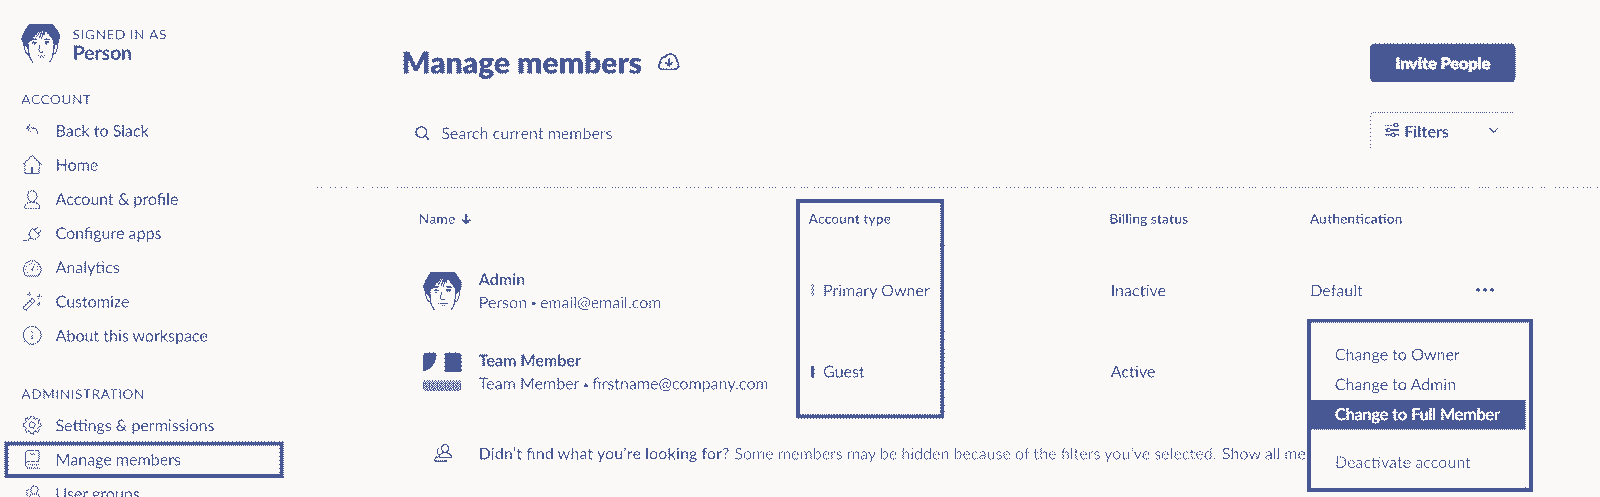 SIGNED IN AS
Person
ACCOUNT
Back to Slack
Home
Account & profile
Configure apps
Analytics
Customize
About this workspace
ADMINISTRATION
Settings & permissions
Manage members
User groups
Manage members
Invite People
Search current members
Filters
Name Account type Billing status Authentication
Admin
Person • email@email.com
Primary Owner Inactive Default
Team Member
Team Member • firstname@company.com
Guest Active
Change to Owner
Change to Admin
Change to Full Member
Deactivate account
Didn't find what you're looking for? Some members may be hidden because of the filters you've selected. Show all me